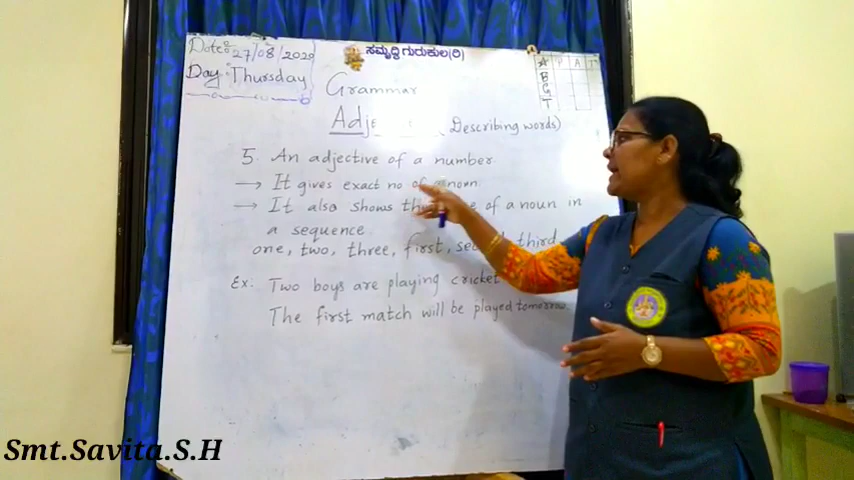 Date: 27/08/2020
Day: Thursday
ಸಮೃದ್ಧಿ ಗುರುಕುಲ (ರಿ)
★ P A T
B
G
T
Grammar
Describing words)
5. An adjective of a number
→ It gives exact no of a noun.
→ It also shows the of a noun in
a sequence
one, two, three, first, second, third
Ex: Two boys are playing cricket
The first match will be played tomorrow.
Smt.Savita.S.H